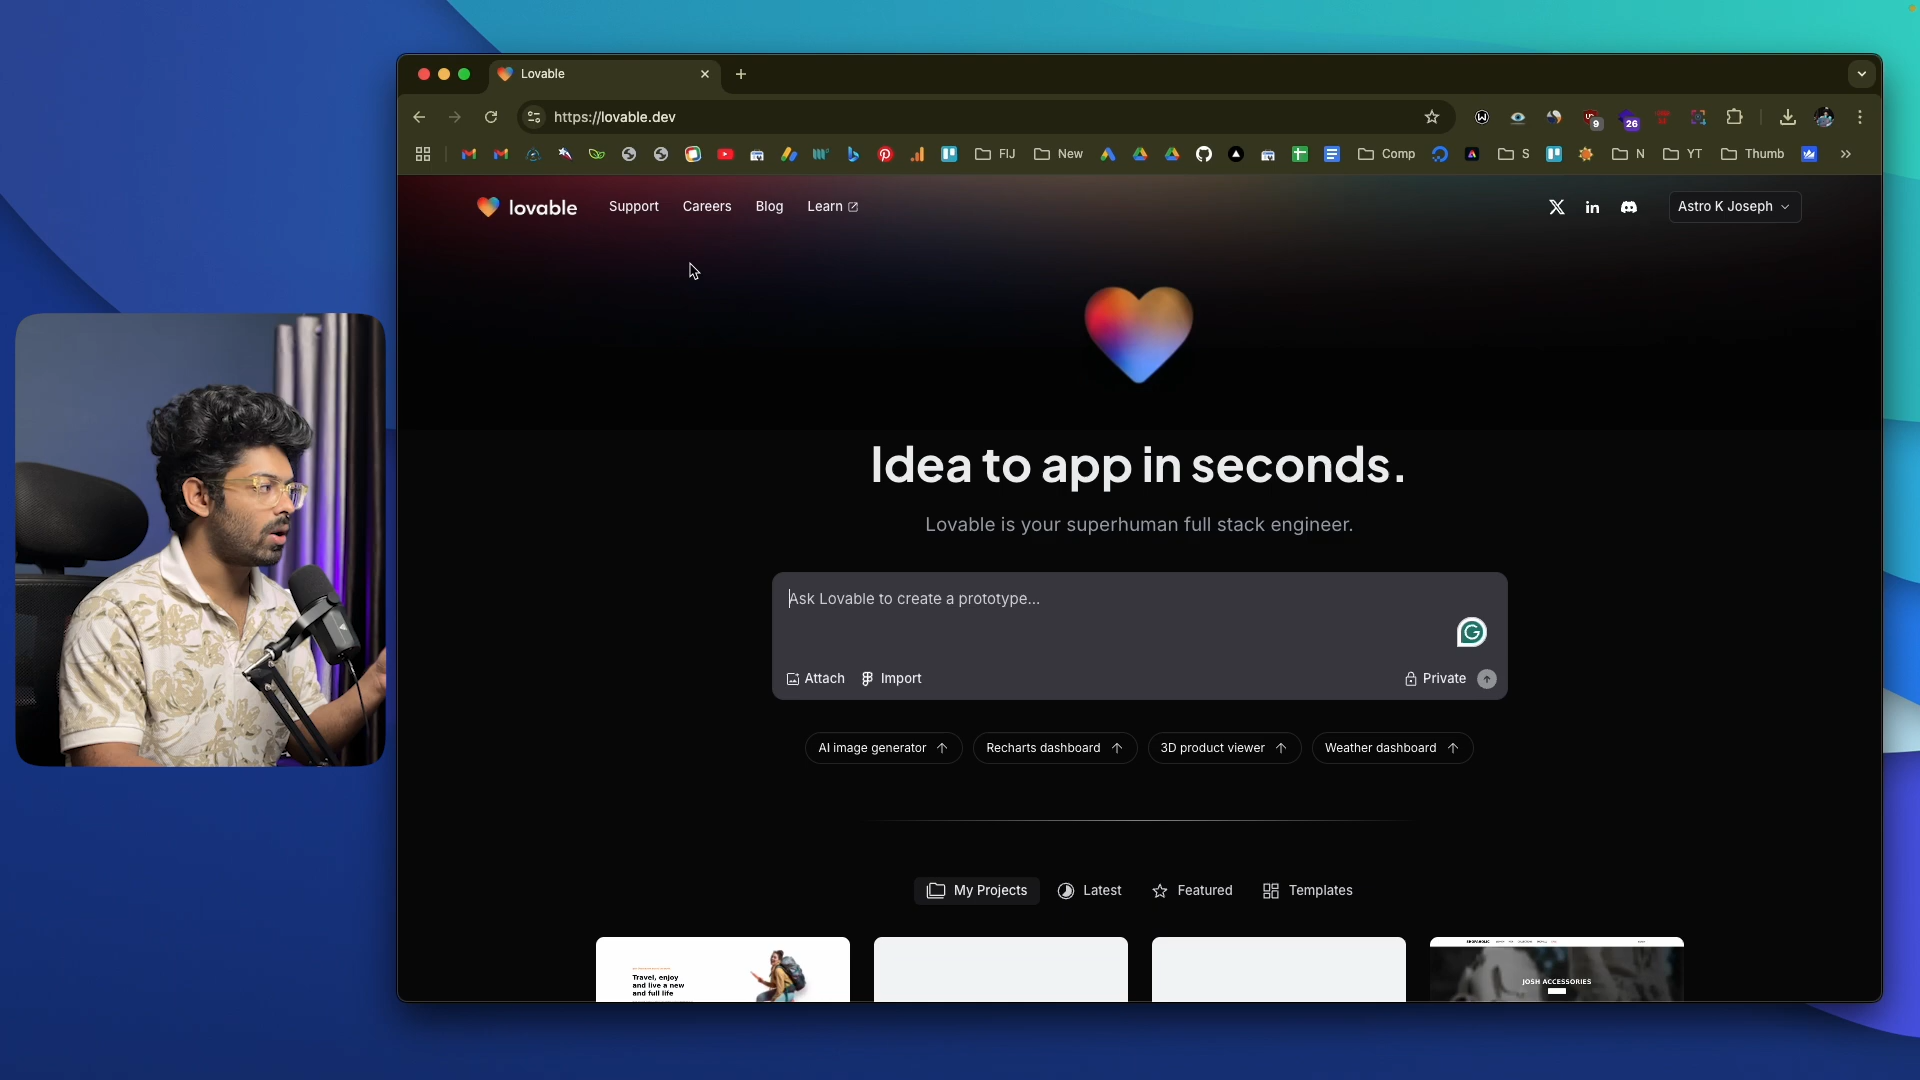 Lovable
https://lovable.dev
9
26
FIJ
New
Comp
S
N
YT
Thumb
lovable
Support
Careers
Blog
Learn
in
Astro K Joseph
Idea to app in seconds.
Lovable is your superhuman full stack engineer.
Ask Lovable to create a prototype...
Attach
Import
Private
AI image generator
Recharts dashboard
3D product viewer
Weather dashboard
My Projects
Latest
Featured
Templates
Travel, enjoy
and live a new
and full life
JOSH ACCESSORIES